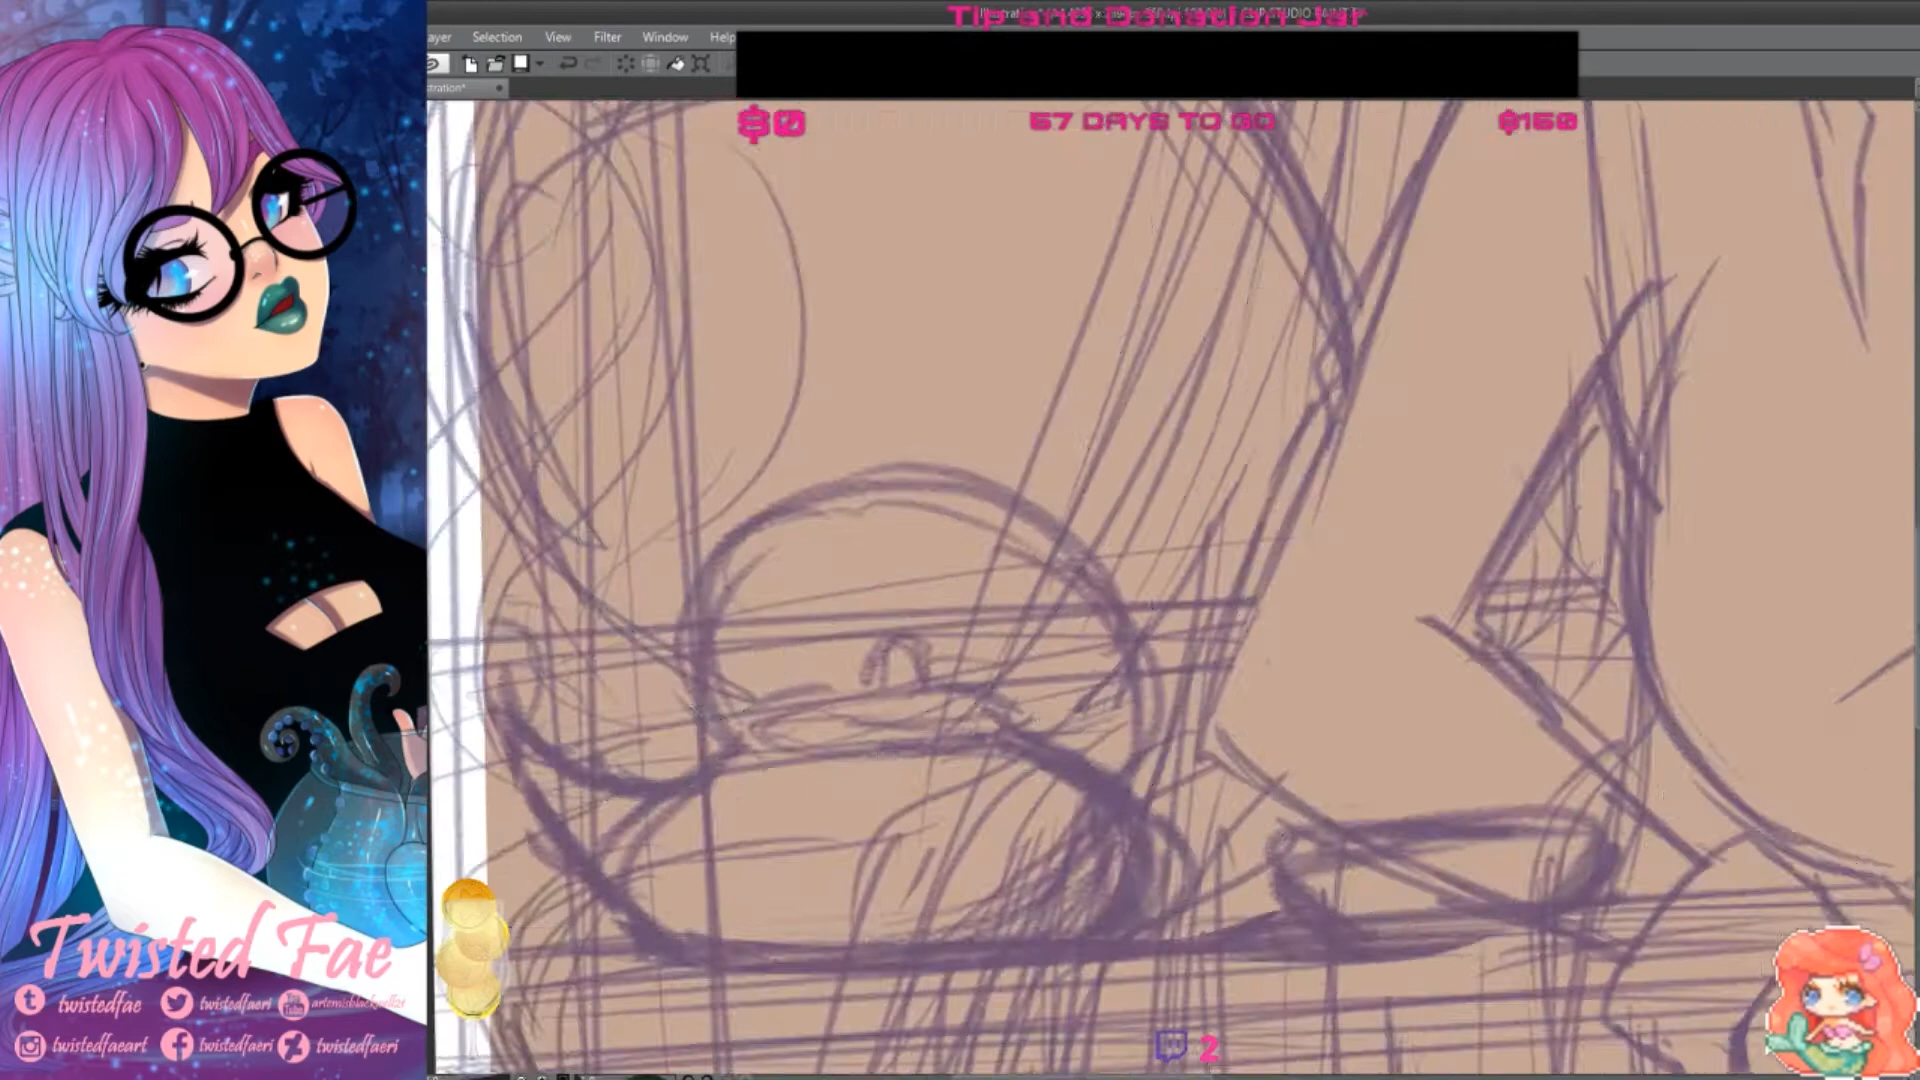 Tip and Donation Jar
ayer Selection View Filter Window Help
tration*
$0 57 DAYS TO GO $150
Twisted Fae
twistedfae twistedfaeri
twistedfaeart twistedfaeri twistedfaeri
2